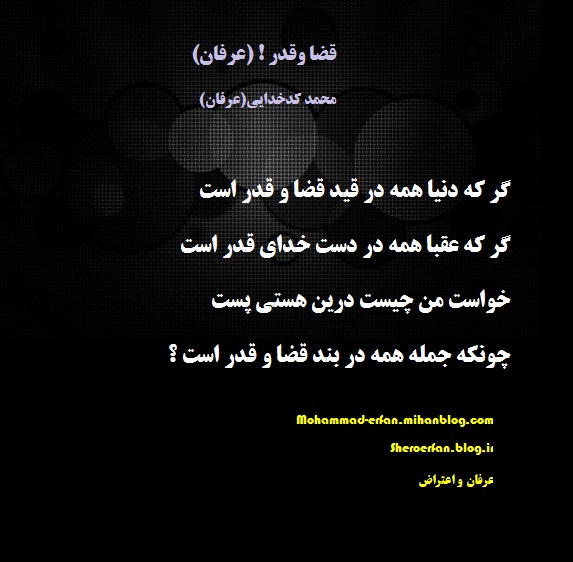 قضا وقدر ! (عرفان)
محمد کدخدایی(عرفان)
گر که دنیا همه در قید قضا و قدر است
گر که عقبا همه در دست خدای قدر است
خواست من چیست درین هستی پست
چونکه جمله همه در بند قضا و قدر است ؟
Mohammad-erfan.mihanblog.com
Sheroerfan.blog.ir
عرفان و اعتراض